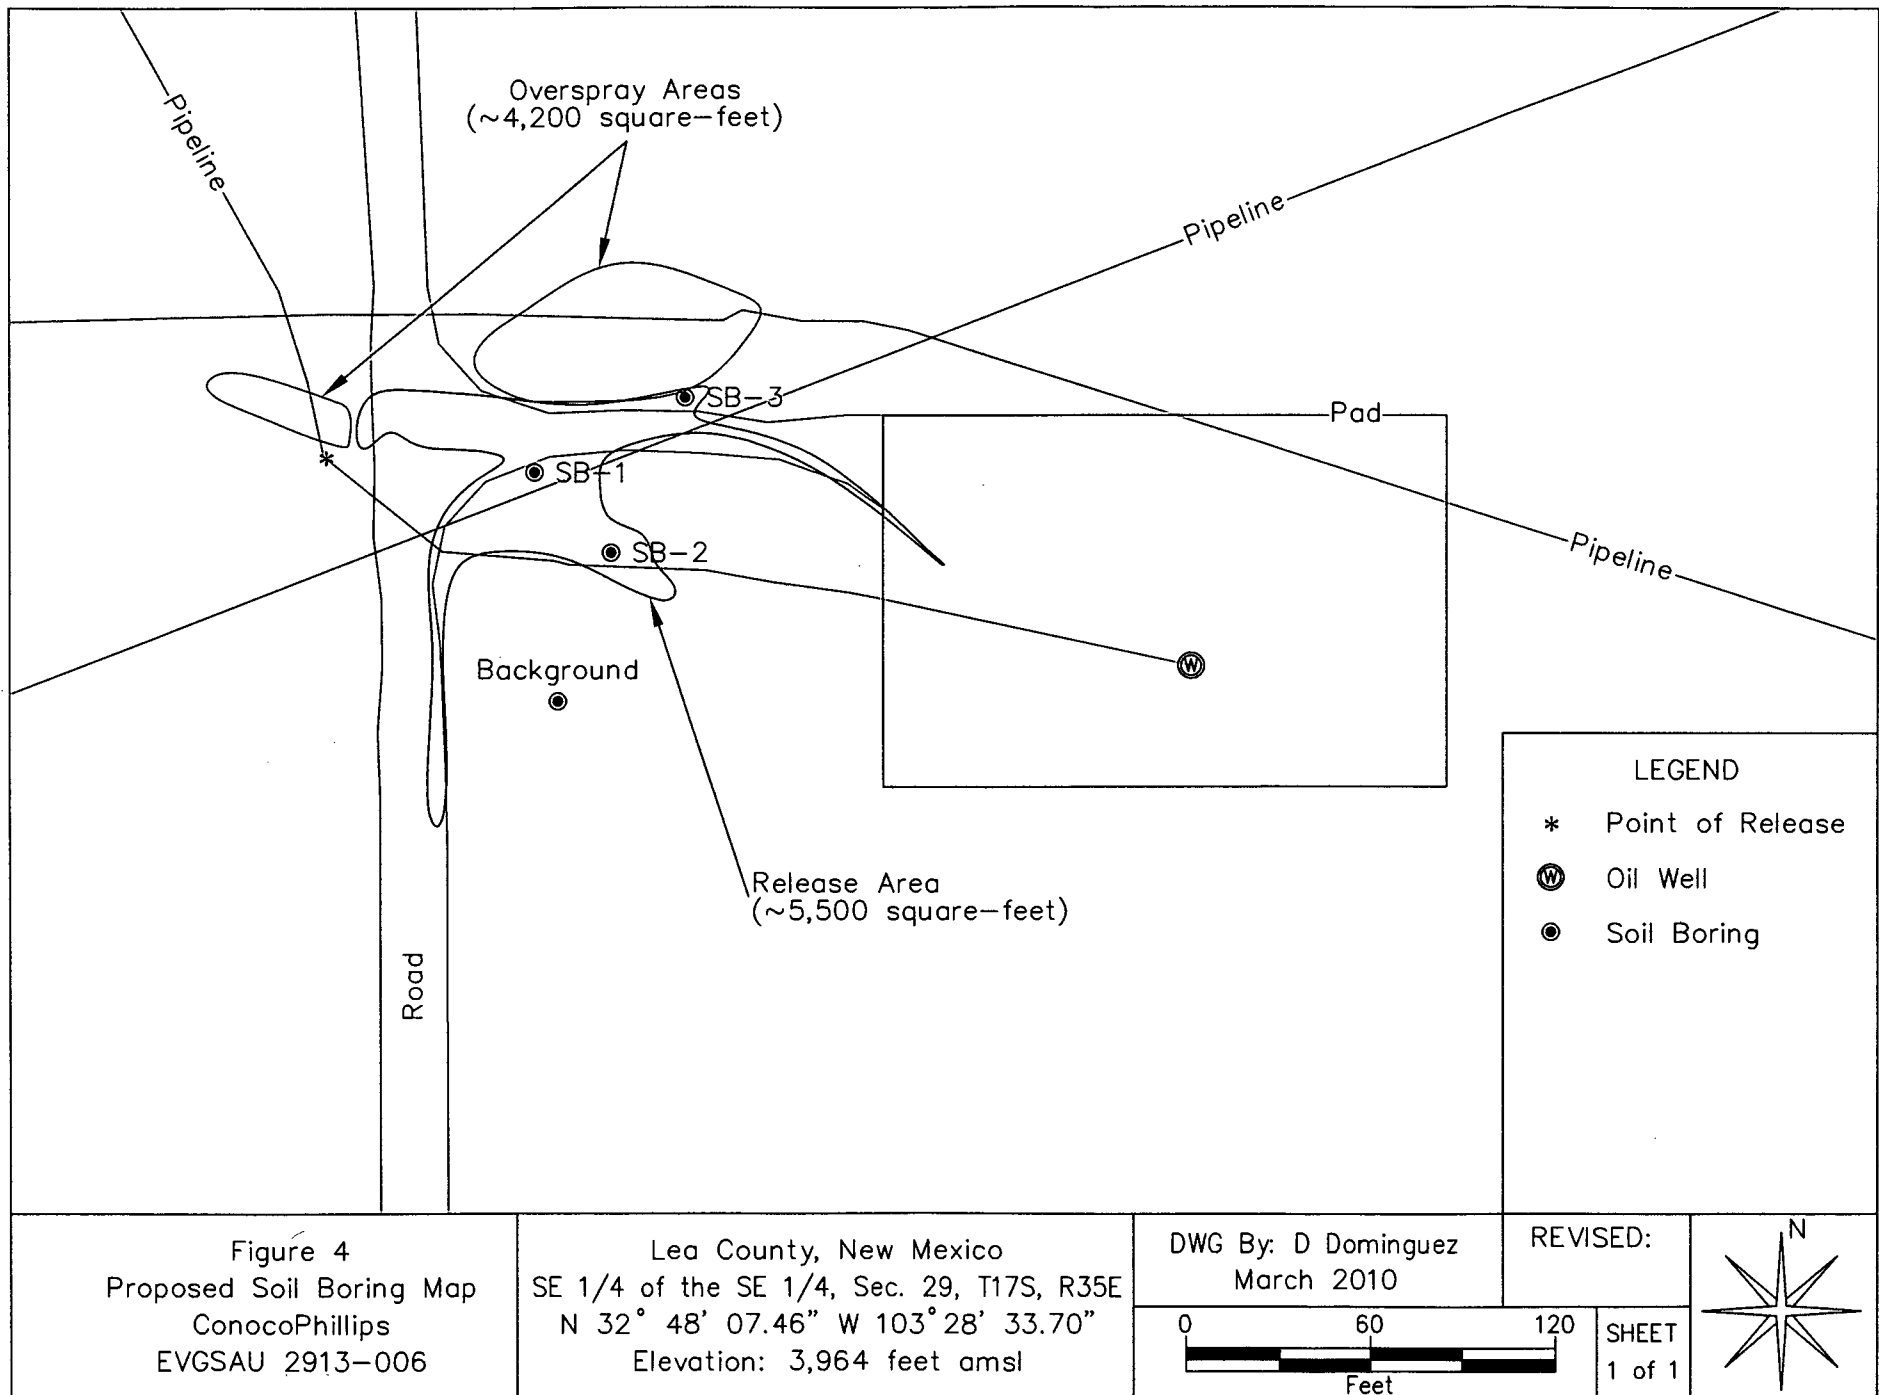 Overspray Areas
(~4,200 square-feet)
Pipeline
Pipeline
SB-3
Pad
SB-1
SB-2
Pipeline
Background
W
Release Area
(~5,500 square-feet)
Road
LEGEND
* Point of Release
W Oil Well
Soil Boring
Figure 4
Proposed Soil Boring Map
ConocoPhillips
EVGSAU 2913-006
Lea County, New Mexico
SE 1/4 of the SE 1/4, Sec. 29, T17S, R35E
N 32° 48' 07.46" W 103° 28' 33.70"
Elevation: 3,964 feet amsl
DWG By: D Dominguez
March 2010
REVISED:
0 60 120
Feet
SHEET
1 of 1
N